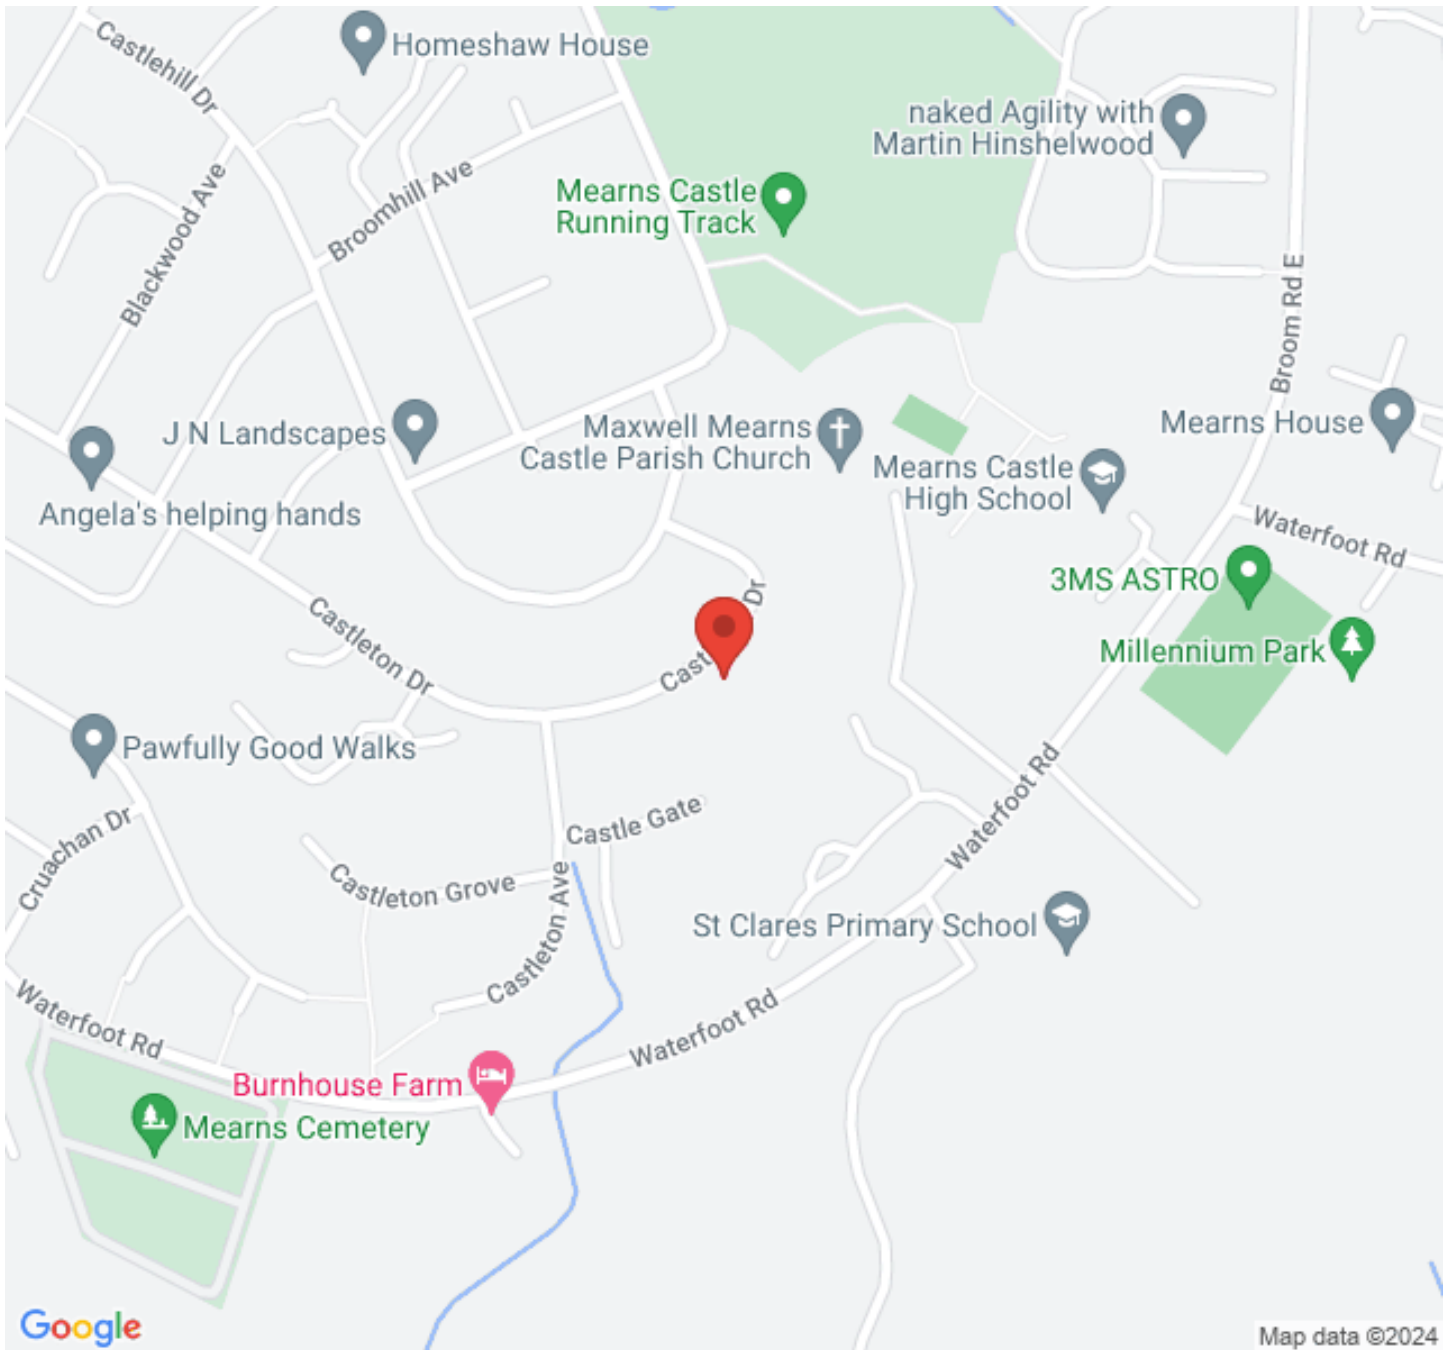 Homeshaw House
Castlehill Dr
naked Agility with
Martin Hinshelwood
Blackwood Ave
Broomhill Ave
Mearns Castle
Running Track
Broom Rd E
J N Landscapes
Maxwell Mearns
Castle Parish Church
Mearns House
Mearns Castle
High School
Angela's helping hands
Waterfoot Rd
3MS ASTRO
Castleton Dr
Dr
Millennium Park
Pawfully Good Walks
Cruachan Dr
Castle Gate
Waterfoot Rd
Castleton Grove
Castleton Ave
St Clares Primary School
Waterfoot Rd
Waterfoot Rd
Burnhouse Farm
Mearns Cemetery
Google
Map data ©2024